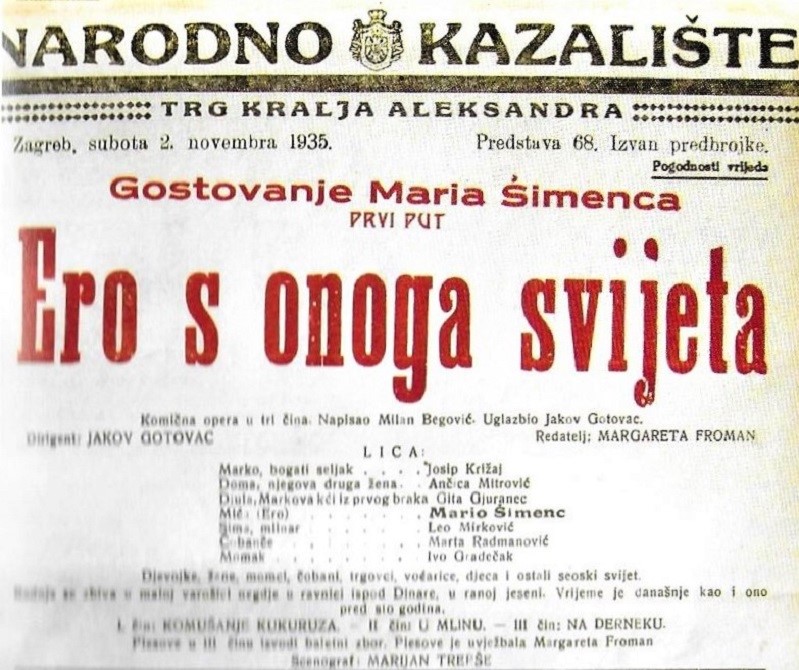 NARODNO KAZALIŠTE
TRG KRALJA ALEKSANDRA
Zagreb, subota 2. novembra 1935. Predstava 68. Izvan predbrojke.
Pogodnosti vrijede
Gostovanje Maria Šimenca
PRVI PUT
Ero s onoga svijeta
Komična opera u tri čina. Napisao Milan Begović. Uglazbio Jakov Gotovac.
Dirigent: JAKOV GOTOVAC Redatelj: MARGARETA FROMAN
LICA:
Marko, bogati seljak . . . . Josip Križaj
Doma, njegova druga žena . Ančica Mitrović
Djula, Markova kći iz prvog braka Gita Gjuranec
Mića (Ero) . . . . . . Mario Šimenc
Sima, mlinar . . . . . Leo Mirković
Čobanče . . . . . . Marta Radmanović
Momak . . . . . . Ivo Gradečak
Djevojke, žene, momci, čobani, trgovci, voćarice, djeca i ostali seoski svijet.
Radnja se zbiva u maloj varošici negdje u ravnici ispod Dinare, u ranoj jeseni. Vrijeme je današnje kao i ono
pred sto godina.
I. čin: KOMUŠANJE KUKURUZA. - II čin: U MLINU. - III čin: NA DERNEKU.
Plesove u III činu izvodi baletni zbor. Plesove je uvježbala Margareta Froman
Scenograf: MARIJAN TREPŠE